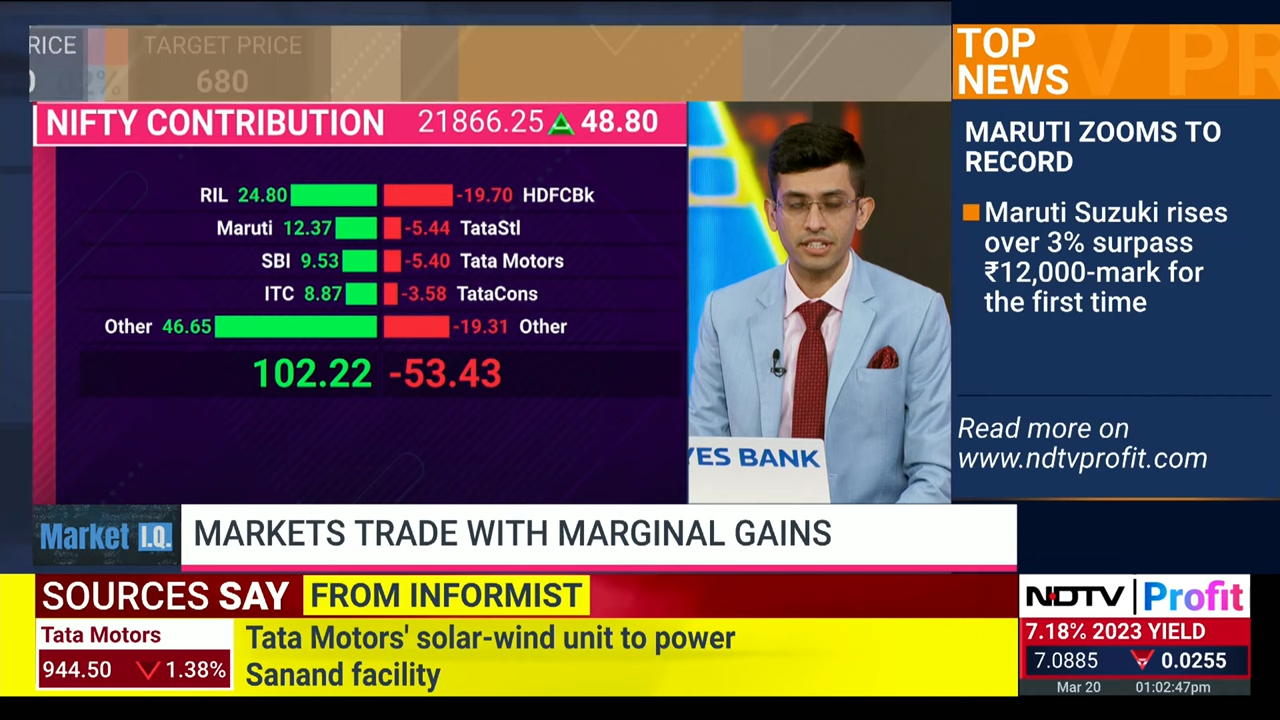 RICE
TARGET PRICE
680
NIFTY CONTRIBUTION 21866.25 48.80
RIL 24.80 -19.70 HDFCBk
Maruti 12.37 -5.44 TataStl
SBI 9.53 -5.40 Tata Motors
ITC 8.87 -3.58 TataCons
Other 46.65 -19.31 Other
102.22 -53.43
YES BANK
Market I.Q.
MARKETS TRADE WITH MARGINAL GAINS
TOP
NEWS
MARUTI ZOOMS TO
RECORD
Maruti Suzuki rises
over 3% surpass
₹12,000-mark for
the first time
Read more on
www.ndtvprofit.com
SOURCES SAY FROM INFORMIST
Tata Motors
944.50 1.38%
Tata Motors' solar-wind unit to power
Sanand facility
NDTV Profit
7.18% 2023 YIELD
7.0885 0.0255
Mar 20 01:02:47pm